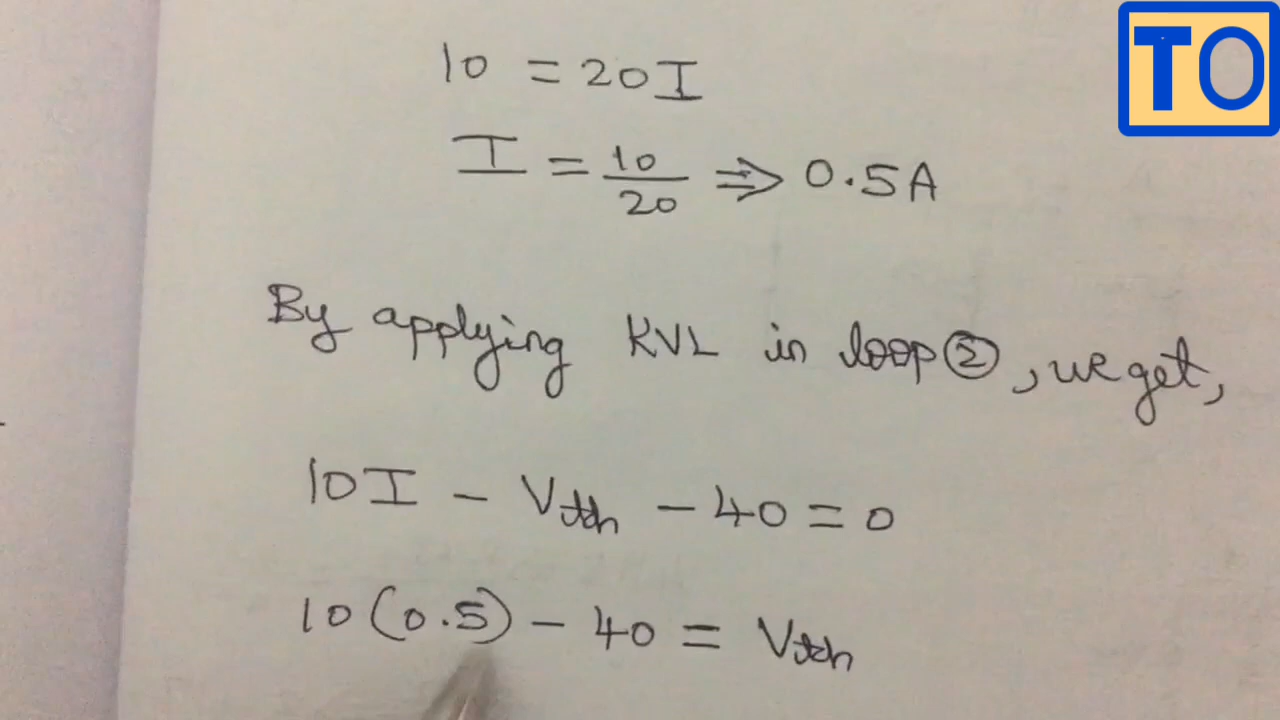 TO
10 = 20I
I = 10/20 ⇒ 0.5A
By applying KVL in loop ②, we get,
10I - Vth - 40 = 0
10(0.5) - 40 = Vth